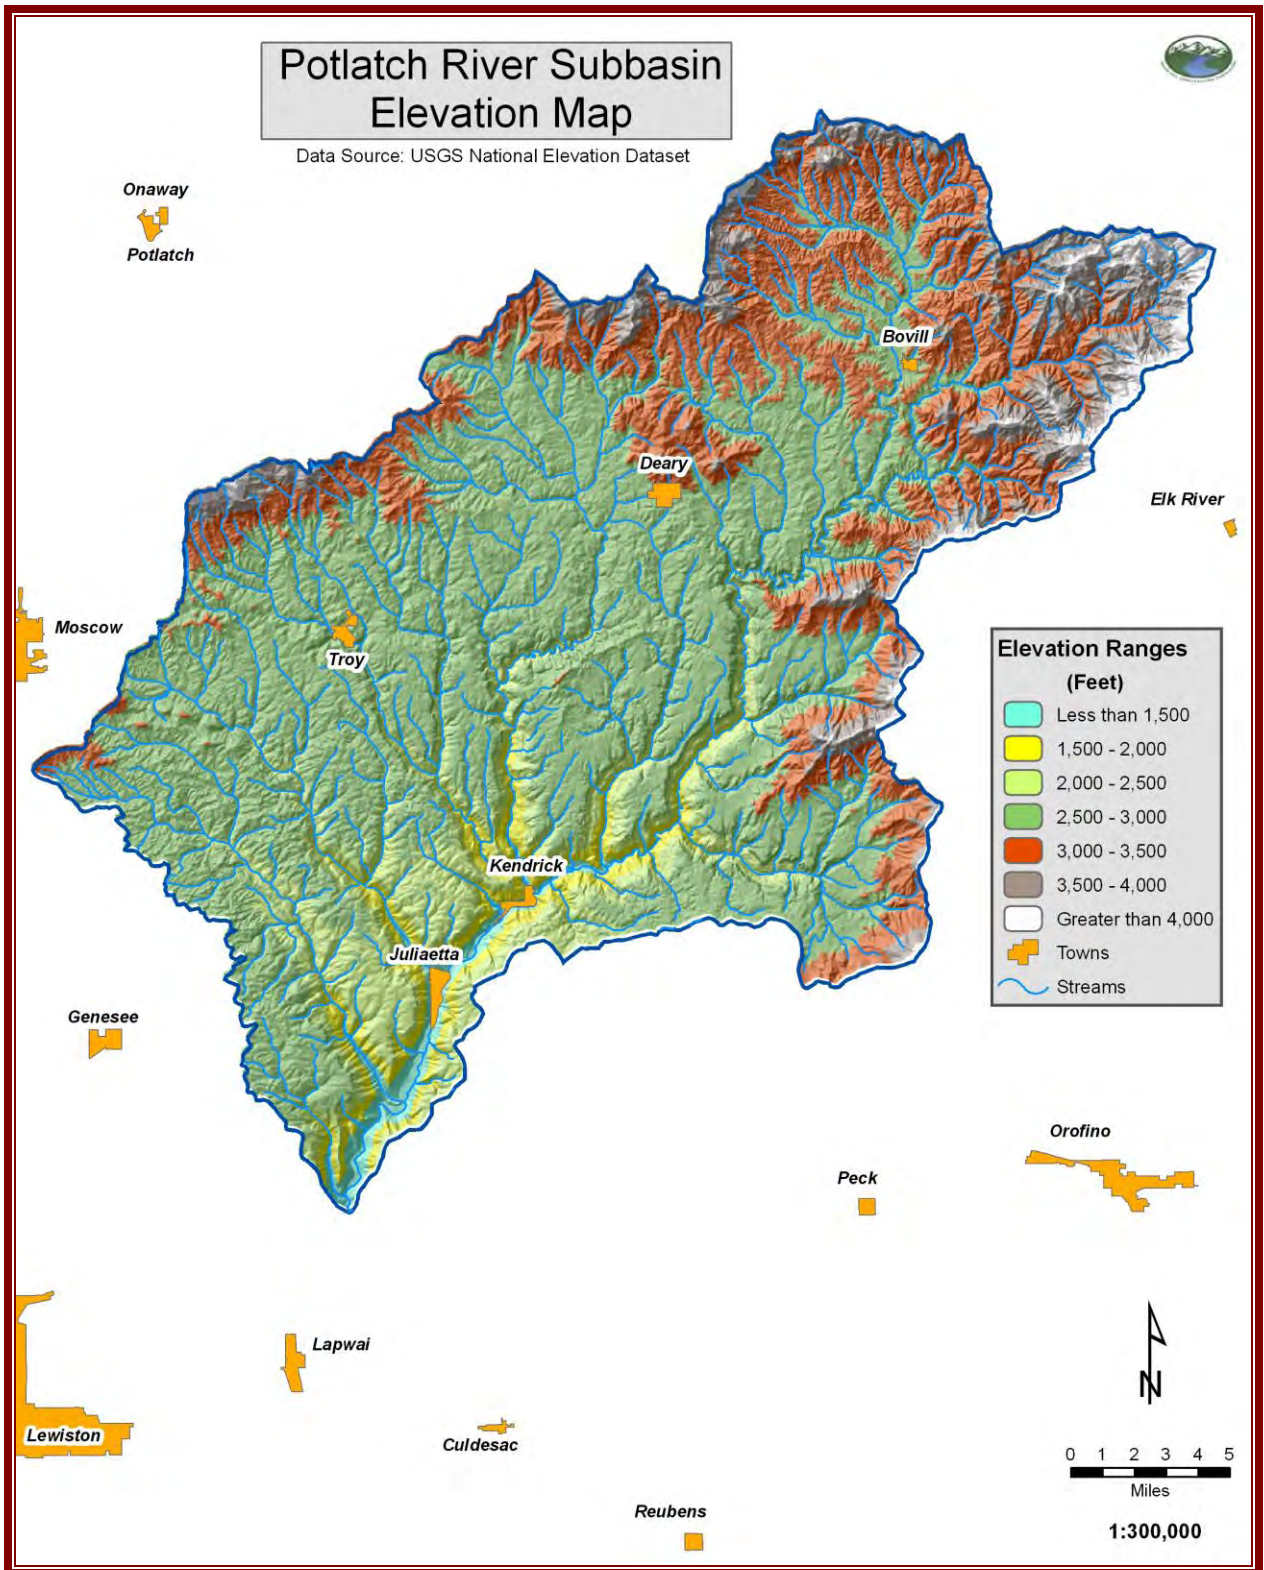 Potlatch River Subbasin
Elevation Map
Data Source: USGS National Elevation Dataset
Onaway
Potlatch
Bovill
Deary
Elk River
Moscow
Troy
Elevation Ranges
(Feet)
Less than 1,500
1,500 - 2,000
2,000 - 2,500
2,500 - 3,000
3,000 - 3,500
3,500 - 4,000
Greater than 4,000
Towns
Streams
Kendrick
Juliaetta
Genesee
Orofino
Peck
Lapwai
Lewiston
Culdesac
Reubens
N
0 1 2 3 4 5
Miles
1:300,000